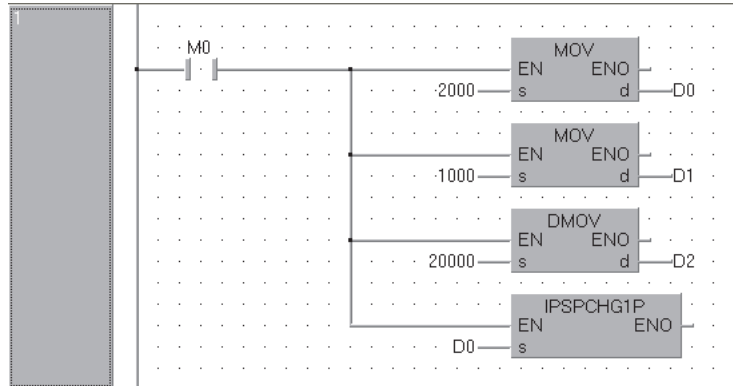 1
M0
MOV
EN ENO
2000 s d D0
MOV
EN ENO
1000 s d D1
DMOV
EN ENO
20000 s d D2
IPSPCHG1P
EN ENO
D0 s